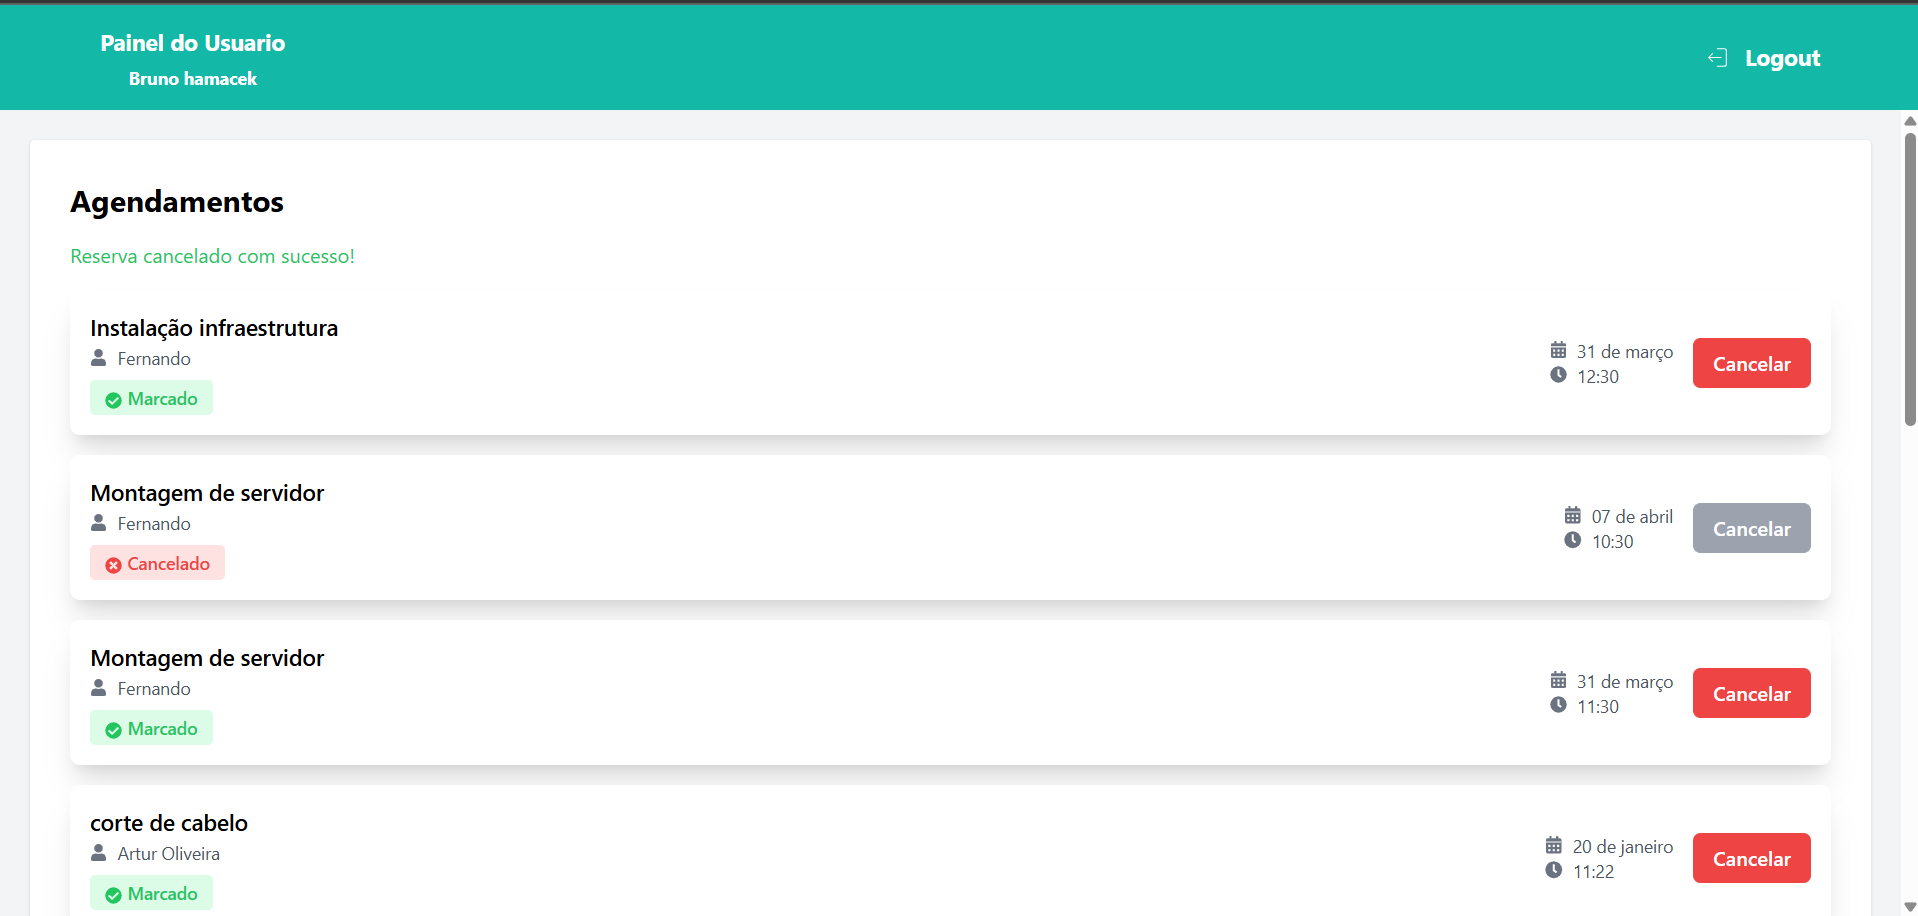 Painel do Usuario
Bruno hamacek
Logout
Agendamentos
Reserva cancelado com sucesso!
Instalação infraestrutura
Fernando
Marcado
31 de março
12:30
Cancelar
Montagem de servidor
Fernando
Cancelado
07 de abril
10:30
Cancelar
Montagem de servidor
Fernando
Marcado
31 de março
11:30
Cancelar
corte de cabelo
Artur Oliveira
Marcado
20 de janeiro
11:22
Cancelar